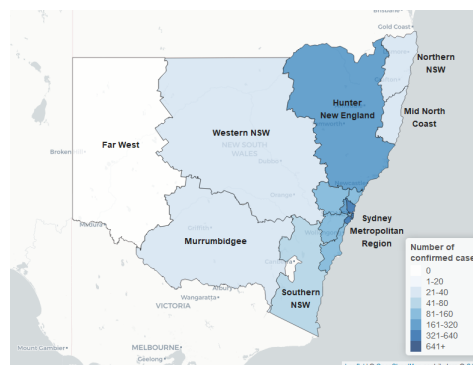 Brisbane
Gold Coast
Northern
NSW
Hunter
New England
Mid North
Coast
Far West
Western NSW
NEW SOUTH
WALES
Broken
Dubbo
Orange
Sydney
Metropolitan
Region
Mildura
Griffith
Murrumbidgee
Number of
confirmed case
0
1-20
21-40
41-80
81-160
161-320
321-640
641+
Southern
NSW
Albury
Wangaratta
VICTORIA
Mount Gambier
MELBOURNE
Geelong